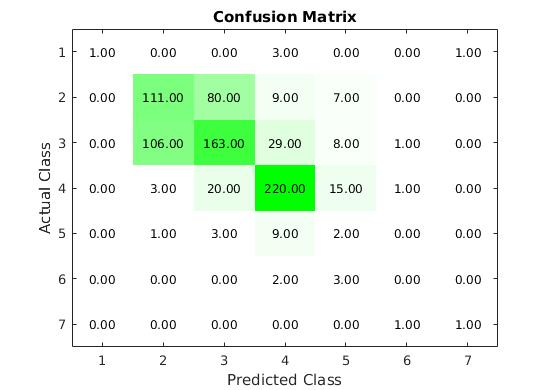 Confusion Matrix
1 1.00 0.00 0.00 3.00 0.00 0.00 1.00
2 0.00 111.00 80.00 9.00 7.00 0.00 0.00
3 0.00 106.00 163.00 29.00 8.00 1.00 0.00
4 0.00 3.00 20.00 220.00 15.00 1.00 0.00
5 0.00 1.00 3.00 9.00 2.00 0.00 0.00
6 0.00 0.00 0.00 2.00 3.00 0.00 0.00
7 0.00 0.00 0.00 0.00 0.00 1.00 1.00
1 2 3 4 5 6 7
Predicted Class
Actual Class